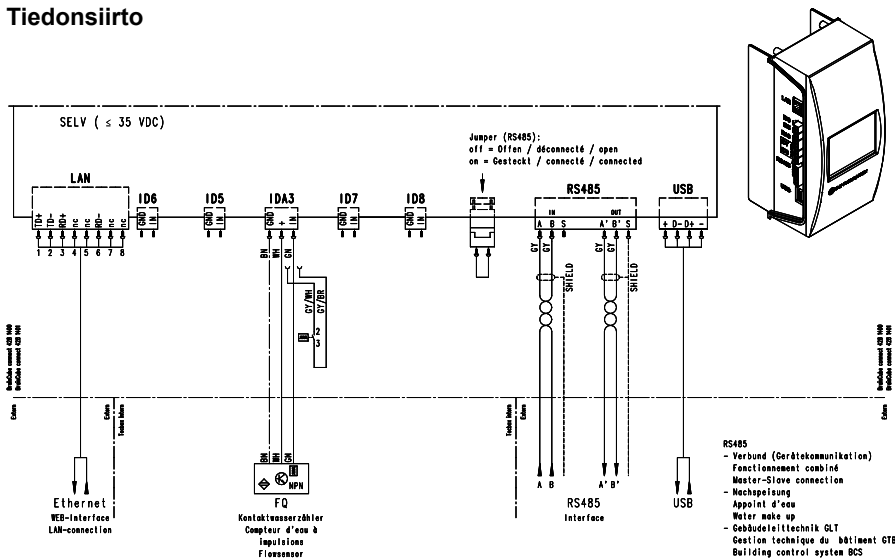 Tiedonsiirto
SELV ( ≤ 35 VDC)
Jumper (RS485):
off = Offen / déconnecté / open
on = Gesteckt / connecté / connected
LAN
ID6
ID5
IDA3
ID7
ID8
RS485
USB
TD+
TD-
RD+
nc
nc
RD-
nc
nc
GND
IN
GND
IN
GND
+
IN
GND
IN
GND
IN
IN
OUT
A B S A' B' S
+ D- D+ -
1 2 3 4 5 6 7 8
BN
WH
GN
GY
GY
GY
GY
SHIELD
SHIELD
GY/WH
GY/BR
2
3
Extern
Extern
Extern
BN
WH
GN
NPN
A B
A' B'
Ethernet
WEB-Interface
LAN-connection
FQ
Kontaktwasserzähler
Compteur d'eau à
impulsions
Flowsensor
RS485
Interface
USB
RS485
- Verbund (Gerätekommunikation)
Fonctionnement combiné
Master-Slave connection
- Nachspeisung
Appoint d'eau
Water make up
- Gebäudeleittechnik GLT
Gestion technique du bâtiment GTB
Building control system BCS